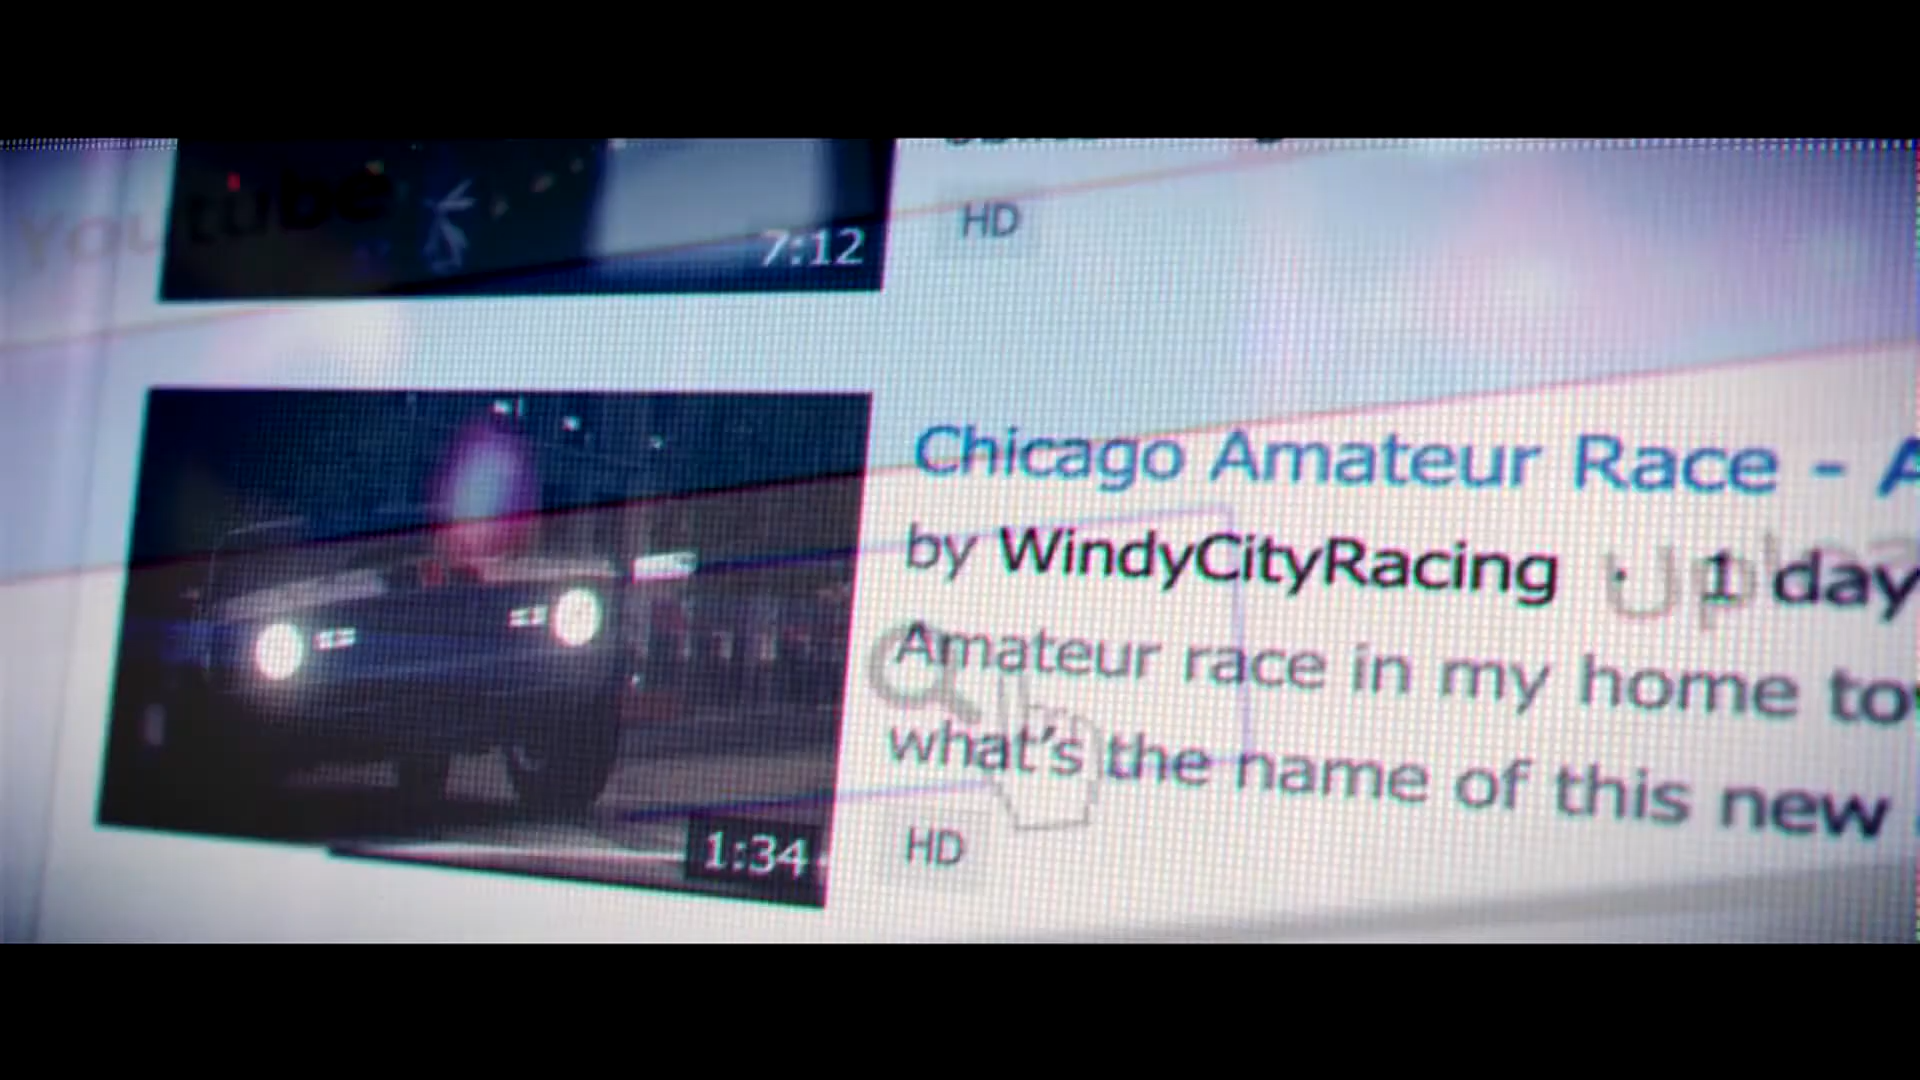 Youtube
7:12
HD
Chicago Amateur Race - A
by WindyCityRacing · 1 day
Amateur race in my home to
what's the name of this new
1:34
HD